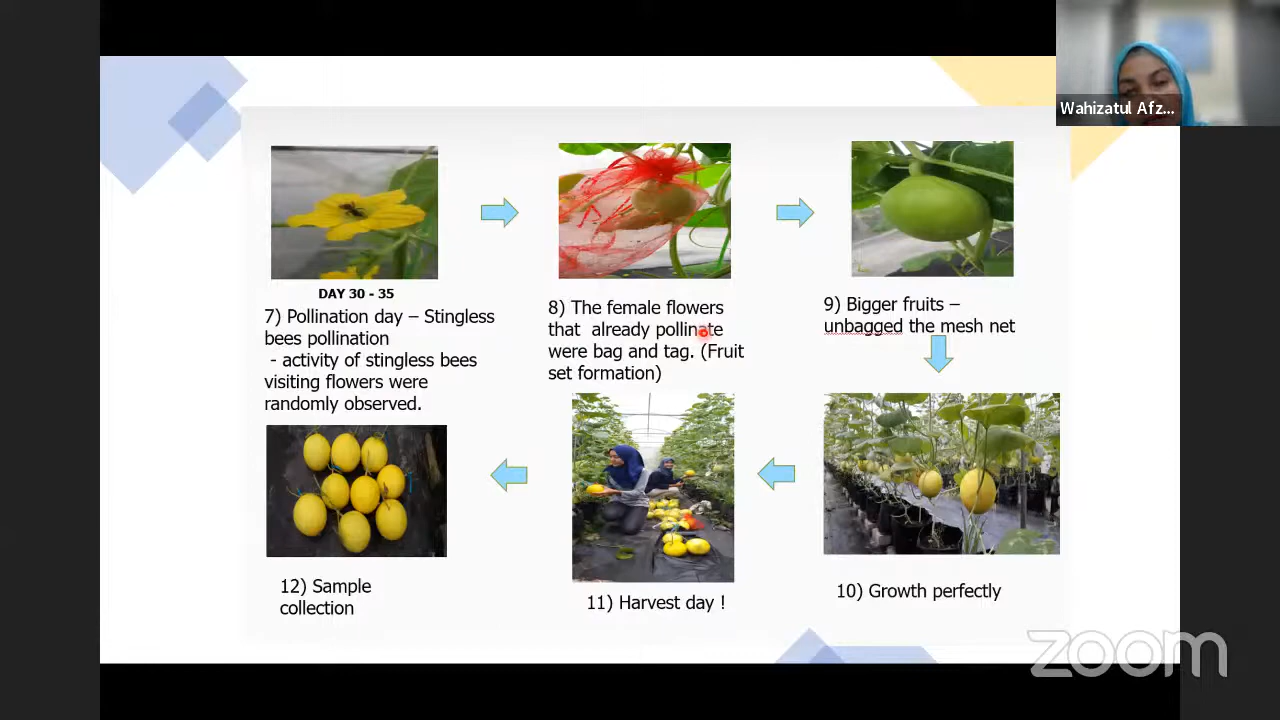 Wahizatul Afz...
DAY 30 - 35
7) Pollination day – Stingless
bees pollination
- activity of stingless bees
visiting flowers were
randomly observed.
8) The female flowers
that already pollinate
were bag and tag. (Fruit
set formation)
9) Bigger fruits –
unbagged the mesh net
10) Growth perfectly
11) Harvest day !
12) Sample
collection
zoom